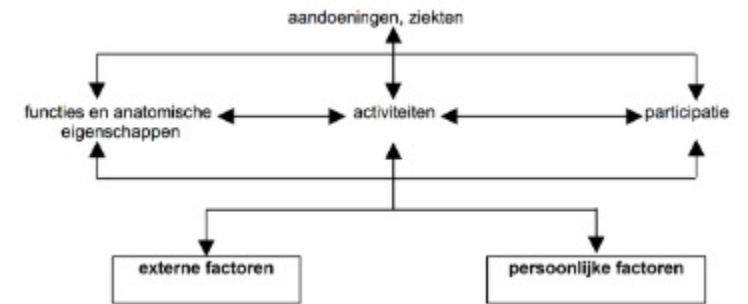 aandoeningen, ziekten
functies en anatomische
eigenschappen
activiteiten
participatie
externe factoren
persoonlijke factoren